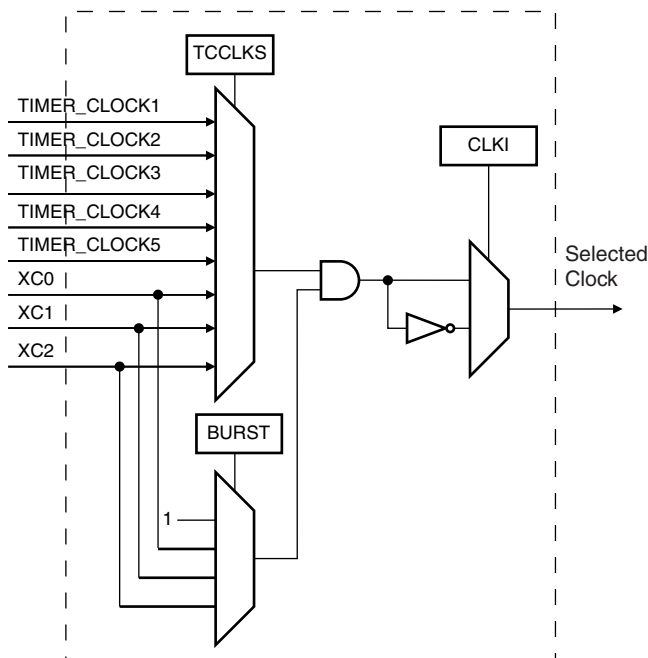 TCCLKS
TIMER_CLOCK1
TIMER_CLOCK2
TIMER_CLOCK3
TIMER_CLOCK4
TIMER_CLOCK5
XC0
XC1
XC2
CLKI
Selected
Clock
BURST
1